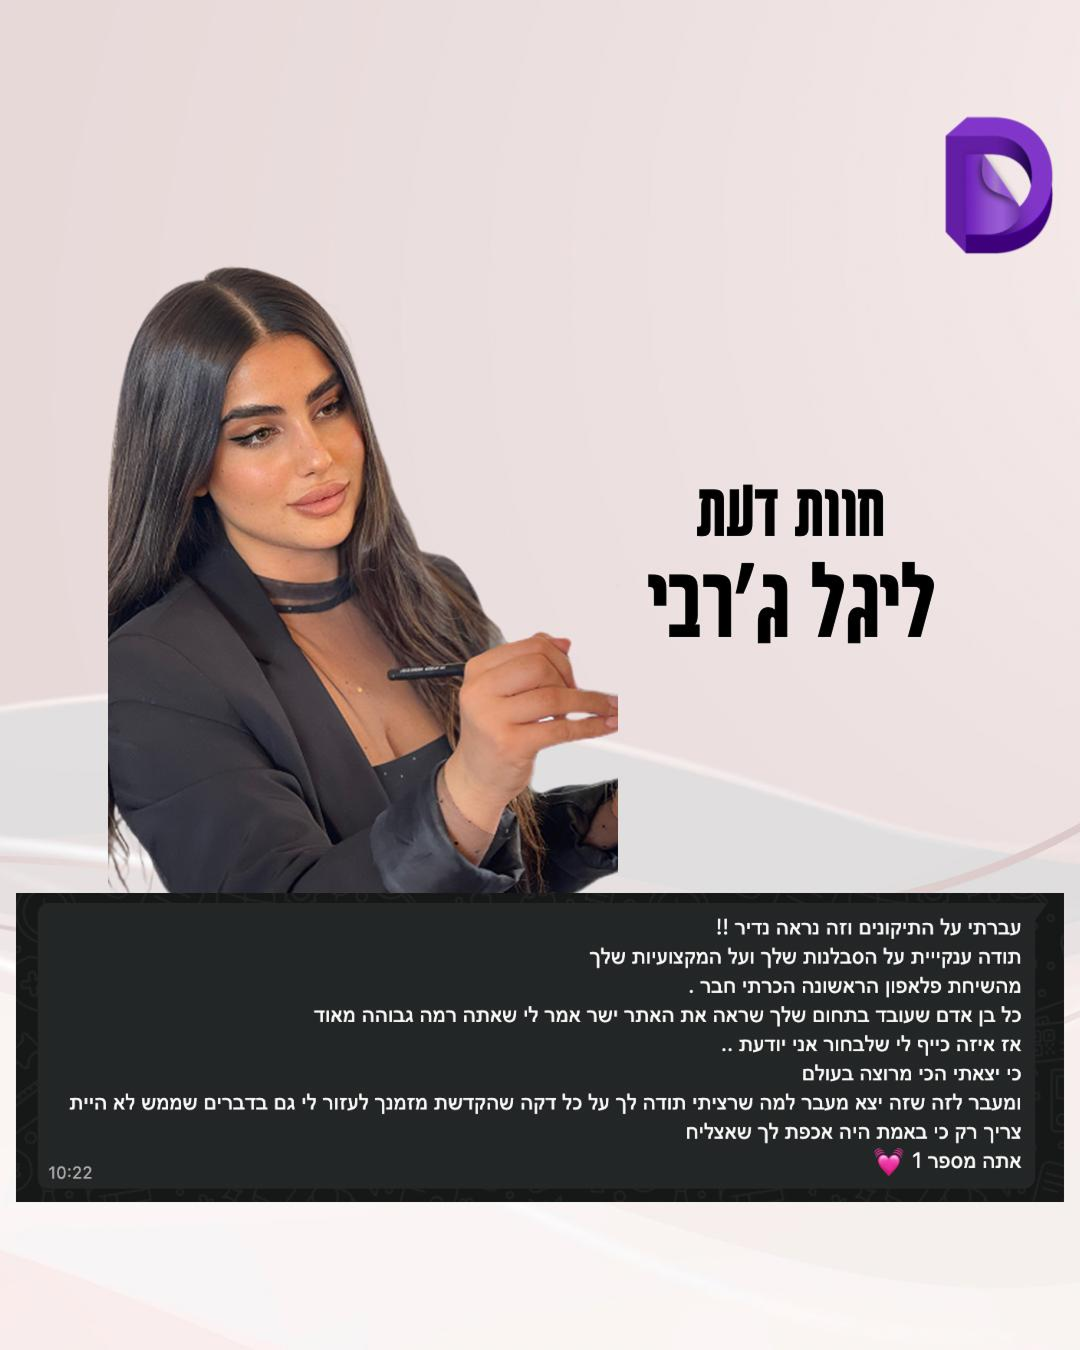 חוות דעת
ליגל ג'רבי
עברתי על התיקונים וזה נראה נדיר !!
תודה ענקיייית על הסבלנות שלך ועל המקצועיות שלך
מהשיחת פלאפון הראשונה הכרתי חבר .
כל בן אדם שעובד בתחום שלך שראה את האתר ישר אמר לי שאתה רמה גבוהה מאוד
אז איזה כייף לי שלבחור אני יודעת ..
כי יצאתי הכי מרוצה בעולם
ומעבר לזה שזה יצא מעבר למה שרציתי תודה לך על כל דקה שהקדשת מזמנך לעזור לי גם בדברים שממש לא היית
צריך רק כי באמת היה אכפת לך שאצליח
אתה מספר 1 💓
10:22